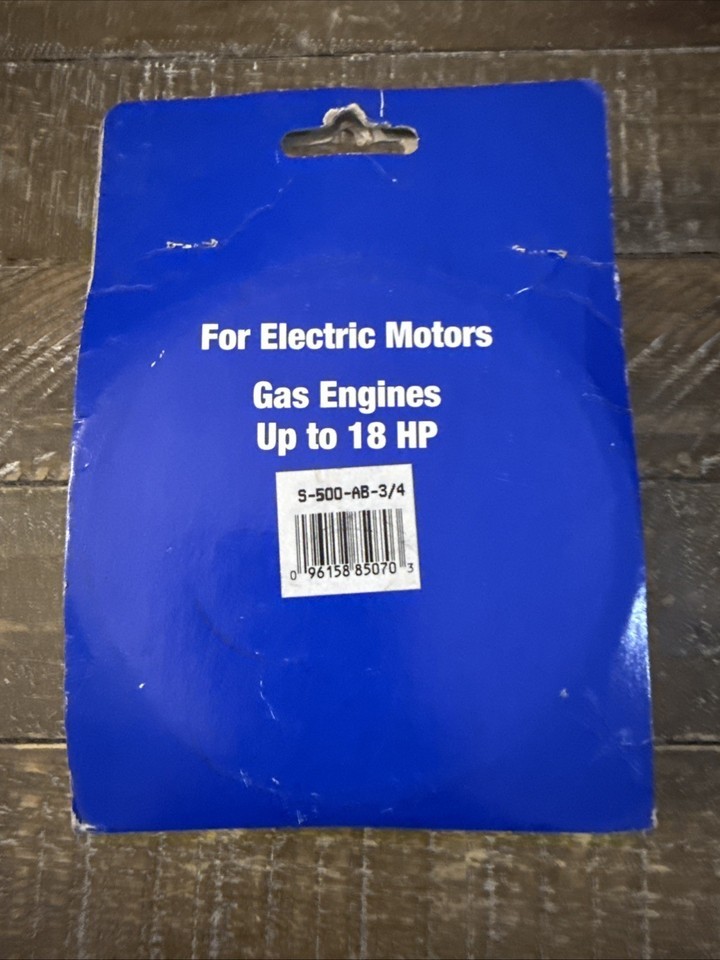 For Electric Motors
Gas Engines
Up to 18 HP
S-500-AB-3/4
0 96158 85070 3